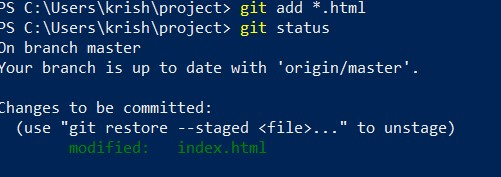 PS C:\Users\krish\project> git add *.html
PS C:\Users\krish\project> git status
On branch master
Your branch is up to date with 'origin/master'.
Changes to be committed:
(use "git restore --staged <file>..." to unstage)
modified: index.html